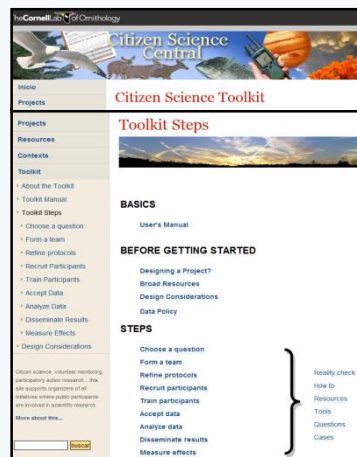 TheCornellLab of Ornithology
Citizen Science
Central
Inicio
Projects
Citizen Science Toolkit
Projects
Resources
Contexts
Toolkit
About the Toolkit
Toolkit Manual
Toolkit Steps
Choose a question
Form a team
Refine protocols
Recruit Participants
Train Participants
Accept Data
Analyze Data
Disseminate Results
Measure Effects
Design Considerations
Citizen science, volunteer monitoring,
participatory action research... this
site supports organizers of all
initiatives where public participants
are involved in scientific research.
More about this...
buscar
Toolkit Steps
BASICS
User's Manual
BEFORE GETTING STARTED
Designing a Project?
Broad Resources
Design Considerations
Data Policy
STEPS
Choose a question
Form a team
Refine protocols
Recruit participants
Train participants
Accept data
Analyze data
Disseminate results
Measure effects
Reality check
How to
Resources
Tools
Questions
Cases